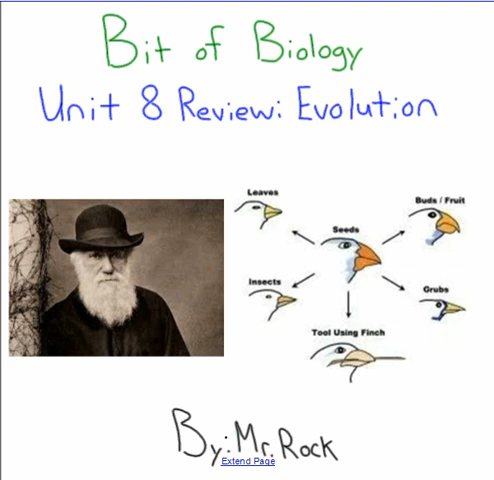 Bit of Biology
Unit 8 Review: Evolution
Leaves
Buds / Fruit
Seeds
Insects
Grubs
Tool Using Finch
By: Mr. Rock
Extend Page